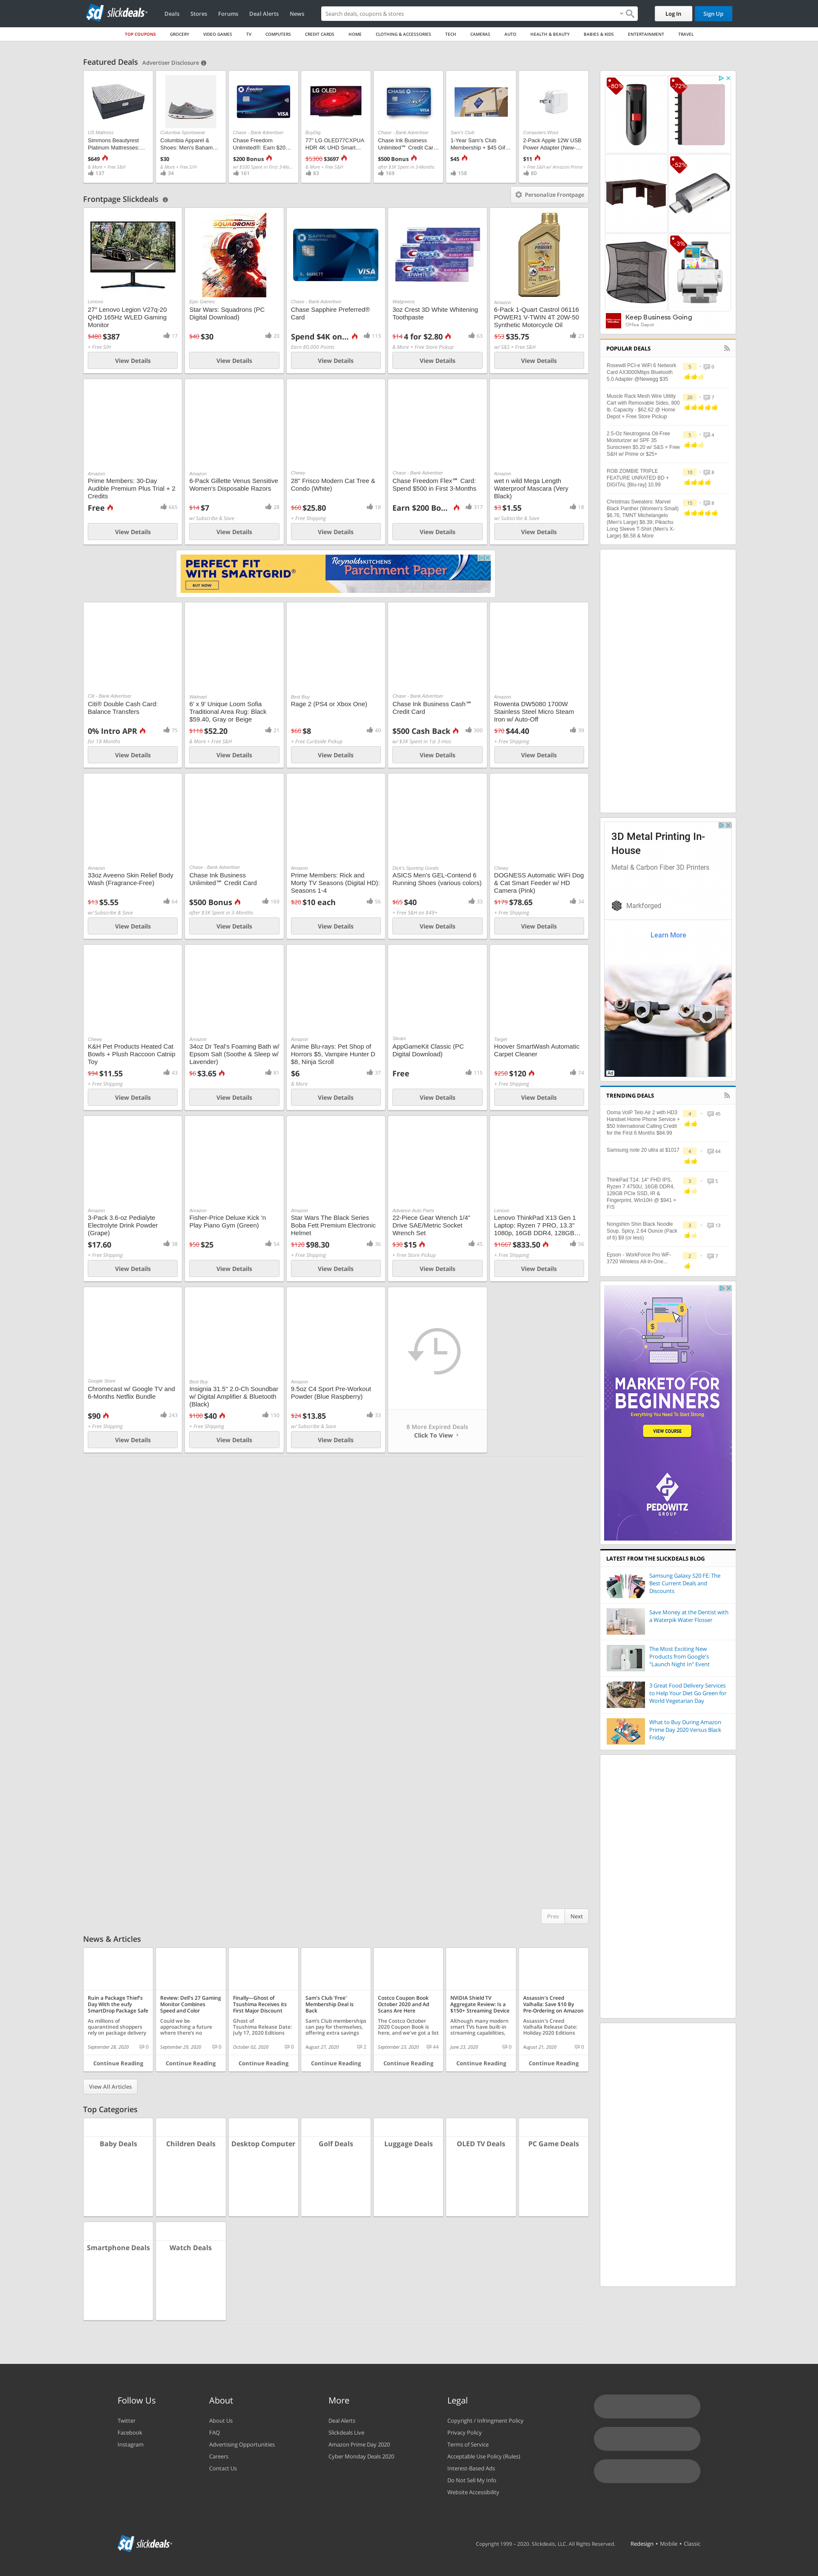 sd slickdeals
Deals Stores Forums Deal Alerts News
Search deals, coupons & stores
Log In Sign Up
TOP COUPONS GROCERY VIDEO GAMES TV COMPUTERS CREDIT CARDS HOME CLOTHING & ACCESSORIES TECH CAMERAS AUTO HEALTH & BEAUTY BABIES & KIDS ENTERTAINMENT TRAVEL
Featured Deals Advertiser Disclosure
US Mattress
Simmons Beautyrest
Platinum Mattresses:...
$649
& More + Free S&H
137
Columbia Sportswear
Columbia Apparel &
Shoes: Men's Baham...
$30
& More + Free S/H
34
Chase - Bank Advertiser
Chase Freedom
Unlimited®: Earn $20...
$200 Bonus
w/ $500 Spent in First 3 Mo...
161
BuyDig
77" LG OLED77CXPUA
HDR 4K UHD Smart...
$5300 $3697
& More + Free S&H
83
Chase - Bank Advertiser
Chase Ink Business
Unlimited℠ Credit Car...
$500 Bonus
after $3K Spent in 3-Months
169
Sam's Club
1-Year Sam's Club
Membership + $45 Gif...
$45
158
Computers Woot
2-Pack Apple 12W USB
Power Adapter (New-...
$11
+ Free S&H w/ Amazon Prime
80
Frontpage Slickdeals
Personalize Frontpage
Lenovo
27" Lenovo Legion Y27q-20
QHD 165Hz WLED Gaming
Monitor
$480 $387
17
+ Free S/H
View Details
SQUADRONS
Epic Games
Star Wars: Squadrons (PC
Digital Download)
$40 $30
20
View Details
Chase - Bank Advertiser
Chase Sapphire Preferred®
Card
Spend $4K on...
115
Earn 80,000 Points
View Details
Walgreens
3oz Crest 3D White Whitening
Toothpaste
$14 4 for $2.80
63
& More + Free Store Pickup
View Details
Amazon
6-Pack 1-Quart Castrol 06116
POWER1 V-TWIN 4T 20W-50
Synthetic Motorcycle Oil
$53 $35.75
23
w/ S&S + Free S&H
View Details
Amazon
Prime Members: 30-Day
Audible Premium Plus Trial + 2
Credits
Free
665
View Details
Amazon
6-Pack Gillette Venus Sensitive
Women's Disposable Razors
$14 $7
28
w/ Subscribe & Save
View Details
Chewy
28" Frisco Modern Cat Tree &
Condo (White)
$60 $25.80
18
+ Free Shipping
View Details
Chase - Bank Advertiser
Chase Freedom Flex℠ Card:
Spend $500 in First 3-Months
Earn $200 Bo...
317
View Details
Amazon
wet n wild Mega Length
Waterproof Mascara (Very
Black)
$3 $1.55
18
w/ Subscribe & Save
View Details
PERFECT FIT
WITH SMARTGRID®
BUY NOW
Reynolds KITCHENS
Parchment Paper
Citi - Bank Advertiser
Citi® Double Cash Card:
Balance Transfers
0% Intro APR
75
for 18 Months
View Details
Walmart
6' x 9' Unique Loom Sofia
Traditional Area Rug: Black
$59.40, Gray or Beige
$118 $52.20
21
& More + Free S&H
View Details
Best Buy
Rage 2 (PS4 or Xbox One)
$60 $8
40
+ Free Curbside Pickup
View Details
Chase - Bank Advertiser
Chase Ink Business Cash℠
Credit Card
$500 Cash Back
300
w/ $3K Spent in 1st 3-mos
View Details
Amazon
Rowenta DW5080 1700W
Stainless Steel Micro Steam
Iron w/ Auto-Off
$70 $44.40
39
+ Free Shipping
View Details
Amazon
33oz Aveeno Skin Relief Body
Wash (Fragrance-Free)
$13 $5.55
64
w/ Subscribe & Save
View Details
Chase - Bank Advertiser
Chase Ink Business
Unlimited℠ Credit Card
$500 Bonus
169
after $3K Spent in 3-Months
View Details
Amazon
Prime Members: Rick and
Morty TV Seasons (Digital HD):
Seasons 1-4
$20 $10 each
56
View Details
Dick's Sporting Goods
ASICS Men's GEL-Contend 6
Running Shoes (various colors)
$65 $40
33
+ Free S&H on $49+
View Details
Chewy
DOGNESS Automatic WiFi Dog
& Cat Smart Feeder w/ HD
Camera (Pink)
$179 $78.65
34
+ Free Shipping
View Details
Chewy
K&H Pet Products Heated Cat
Bowls + Plush Raccoon Catnip
Toy
$94 $11.55
43
+ Free Shipping
View Details
Amazon
34oz Dr Teal's Foaming Bath w/
Epsom Salt (Soothe & Sleep w/
Lavender)
$6 $3.65
81
View Details
Amazon
Anime Blu-rays: Pet Shop of
Horrors $5, Vampire Hunter D
$8, Ninja Scroll
$6
37
& More
View Details
Steam
AppGameKit Classic (PC
Digital Download)
Free
115
View Details
Target
Hoover SmartWash Automatic
Carpet Cleaner
$250 $120
74
+ Free Shipping
View Details
Amazon
3-Pack 3.6-oz Pedialyte
Electrolyte Drink Powder
(Grape)
$17.60
38
+ Free Shipping
View Details
Amazon
Fisher-Price Deluxe Kick 'n
Play Piano Gym (Green)
$50 $25
54
View Details
Amazon
Star Wars The Black Series
Boba Fett Premium Electronic
Helmet
$120 $98.30
36
+ Free Shipping
View Details
Advance Auto Parts
22-Piece Gear Wrench 1/4"
Drive SAE/Metric Socket
Wrench Set
$30 $15
45
+ Free Store Pickup
View Details
Lenovo
Lenovo ThinkPad X13 Gen 1
Laptop: Ryzen 7 PRO, 13.3"
1080p, 16GB DDR4, 128GB...
$1667 $833.50
56
+ Free Shipping
View Details
Google Store
Chromecast w/ Google TV and
6-Months Netflix Bundle
$90
243
+ Free Shipping
View Details
Best Buy
Insignia 31.5" 2.0-Ch Soundbar
w/ Digital Amplifier & Bluetooth
(Black)
$100 $40
150
+ Free Shipping
View Details
Amazon
9.5oz C4 Sport Pre-Workout
Powder (Blue Raspberry)
$24 $13.85
33
w/ Subscribe & Save
View Details
8 More Expired Deals
Click To View
Prev Next
-80% -72%
-52%
-3%
Keep Business Going
Office Depot
POPULAR DEALS
Rosewill PCI-e WiFi 6 Network
Card AX3000Mbps Bluetooth
5.0 Adapter @Newegg $35
5 0
Muscle Rack Mesh Wire Utility
Cart with Removable Sides, 800
lb. Capacity - $62.62 @ Home
Depot + Free Store Pickup
20 7
2.5-Oz Neutrogena Oil-Free
Moisturizer w/ SPF 35
Sunscreen $5.20 w/ S&S + Free
S&H w/ Prime or $25+
5 4
ROB ZOMBIE TRIPLE
FEATURE UNRATED BD +
DIGITAL [Blu-ray] 10.99
10 8
Christmas Sweaters: Marvel
Black Panther (Women's Small)
$6.76, TMNT Michelangelo
(Men's Large) $6.39, Pikachu
Long Sleeve T-Shirt (Men's X-
Large) $6.58 & More
15 8
3D Metal Printing In-
House
Metal & Carbon Fiber 3D Printers
Markforged
Learn More
Ad
TRENDING DEALS
Ooma VoIP Telo Air 2 with HD3
Handset Home Phone Service +
$50 International Calling Credit
for the First 6 Months $84.99
4 45
Samsung note 20 ultra at $1017
4 64
ThinkPad T14: 14" FHD IPS,
Ryzen 7 4750U, 16GB DDR4,
128GB PCIe SSD, IR &
Fingerprint, Win10H @ $941 +
F/S
3 5
Nongshim Shin Black Noodle
Soup, Spicy, 2.64 Ounce (Pack
of 6) $9 (or less)
3 13
Epson - WorkForce Pro WF-
3720 Wireless All-In-One...
2 7
MARKETO FOR
BEGINNERS
Everything You Need To Start Strong
VIEW COURSE
PEDOWITZ
GROUP
LATEST FROM THE SLICKDEALS BLOG
Samsung Galaxy S20 FE: The
Best Current Deals and
Discounts
Save Money at the Dentist with
a Waterpik Water Flosser
The Most Exciting New
Products from Google's
"Launch Night In" Event
3 Great Food Delivery Services
to Help Your Diet Go Green for
World Vegetarian Day
What to Buy During Amazon
Prime Day 2020 Versus Black
Friday
News & Articles
Ruin a Package Thief's
Day With the eufy
SmartDrop Package Safe
As millions of
quarantined shoppers
rely on package delivery
September 28, 2020 0
Continue Reading
Review: Dell's 27 Gaming
Monitor Combines
Speed and Color
Could we be
approaching a future
where there's no
September 29, 2020 0
Continue Reading
Finally—Ghost of
Tsushima Receives its
First Major Discount
Ghost of
Tsushima Release Date:
July 17, 2020 Editions
October 02, 2020 0
Continue Reading
Sam's Club 'Free'
Membership Deal is
Back
Sam's Club memberships
can pay for themselves,
offering extra savings
August 27, 2020 2
Continue Reading
Costco Coupon Book
October 2020 and Ad
Scans Are Here
The Costco October
2020 Coupon Book is
here, and we've got a list
September 23, 2020 44
Continue Reading
NVIDIA Shield TV
Aggregate Review: Is a
$150+ Streaming Device
Although many modern
smart TVs have built-in
streaming capabilities,
June 23, 2020 0
Continue Reading
Assassin's Creed
Valhalla: Save $10 By
Pre-Ordering on Amazon
Assassin's Creed
Valhalla Release Date:
Holiday 2020 Editions
August 21, 2020 0
Continue Reading
View All Articles
Top Categories
Baby Deals
Children Deals
Desktop Computer
Golf Deals
Luggage Deals
OLED TV Deals
PC Game Deals
Smartphone Deals
Watch Deals
Follow Us
Twitter
Facebook
Instagram
About
About Us
FAQ
Advertising Opportunities
Careers
Contact Us
More
Deal Alerts
Slickdeals Live
Amazon Prime Day 2020
Cyber Monday Deals 2020
Legal
Copyright / Infringment Policy
Privacy Policy
Terms of Service
Acceptable Use Policy (Rules)
Interest-Based Ads
Do Not Sell My Info
Website Accessibility
sd slickdeals
Copyright 1999 – 2020. Slickdeals, LLC. All Rights Reserved.
Redesign • Mobile • Classic